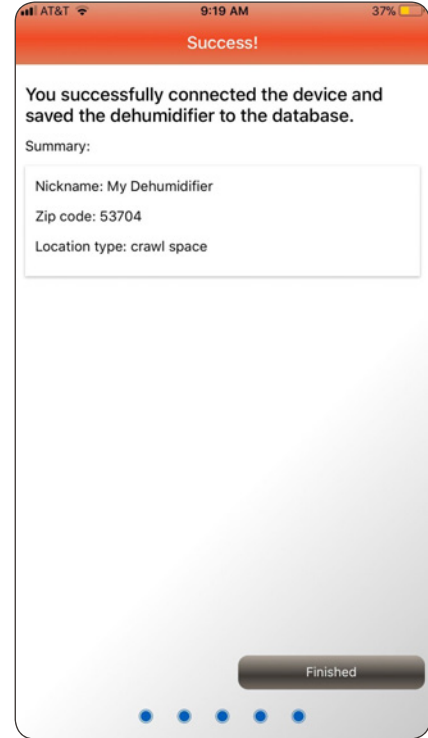 AT&T 9:19 AM 37%
Success!
You successfully connected the device and
saved the dehumidifier to the database.
Summary:
Nickname: My Dehumidifier
Zip code: 53704
Location type: crawl space
Finished